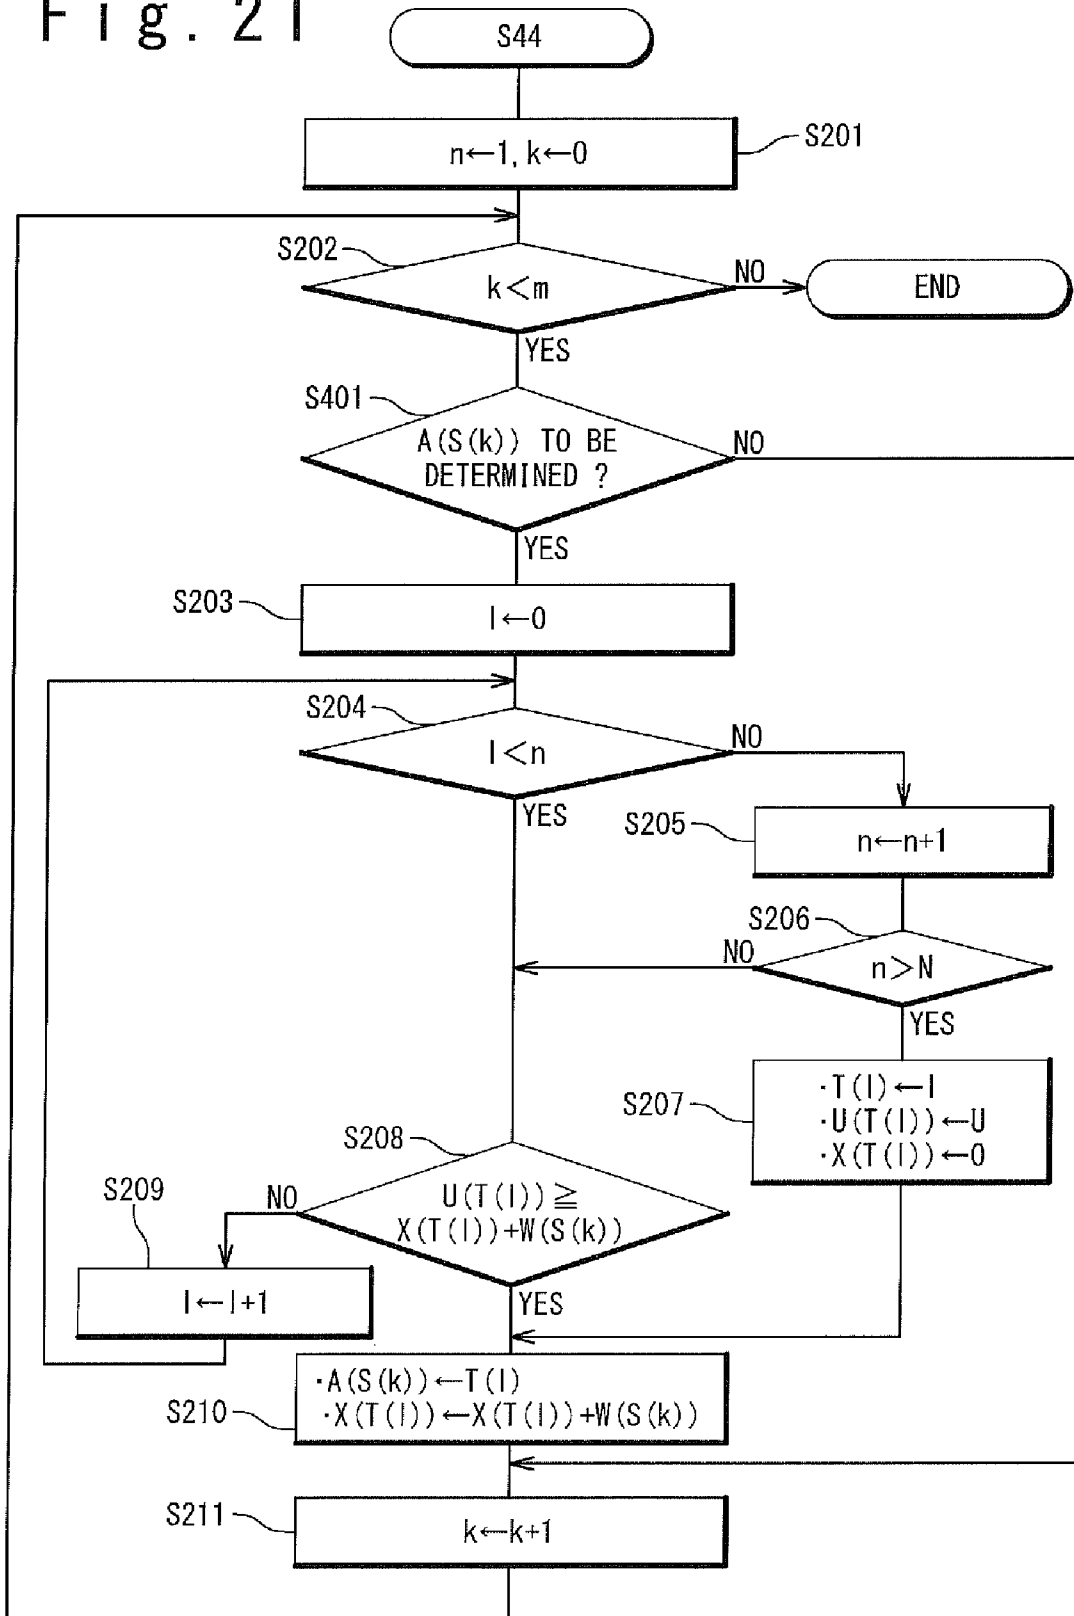 Fig. 21
S44
n←1, k←0
S201
S202
k<m
NO
END
YES
S401
A(S(k)) TO BE
DETERMINED ?
NO
YES
S203
l←0
S204
l<n
NO
YES
S205
n←n+1
S206
n>N
NO
YES
S207
·T(l)←l
·U(T(l))←U
·X(T(l))←0
S208
U(T(l))≧
X(T(l))+W(S(k))
NO
YES
S209
l←l+1
S210
·A(S(k))←T(l)
·X(T(l))←X(T(l))+W(S(k))
S211
k←k+1